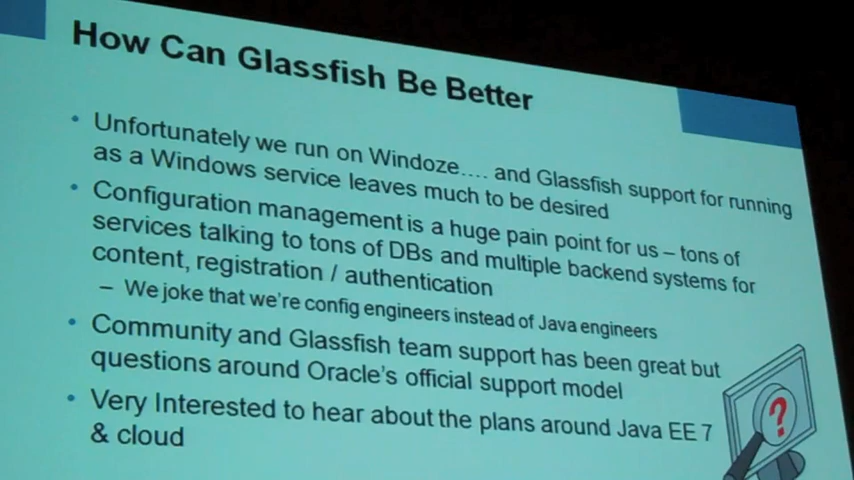 How Can Glassfish Be Better
• Unfortunately we run on Windoze.... and Glassfish support for running
as a Windows service leaves much to be desired
• Configuration management is a huge pain point for us – tons of
services talking to tons of DBs and multiple backend systems for
content, registration / authentication
– We joke that we're config engineers instead of Java engineers
• Community and Glassfish team support has been great but
questions around Oracle's official support model
• Very Interested to hear about the plans around Java EE 7
& cloud
?